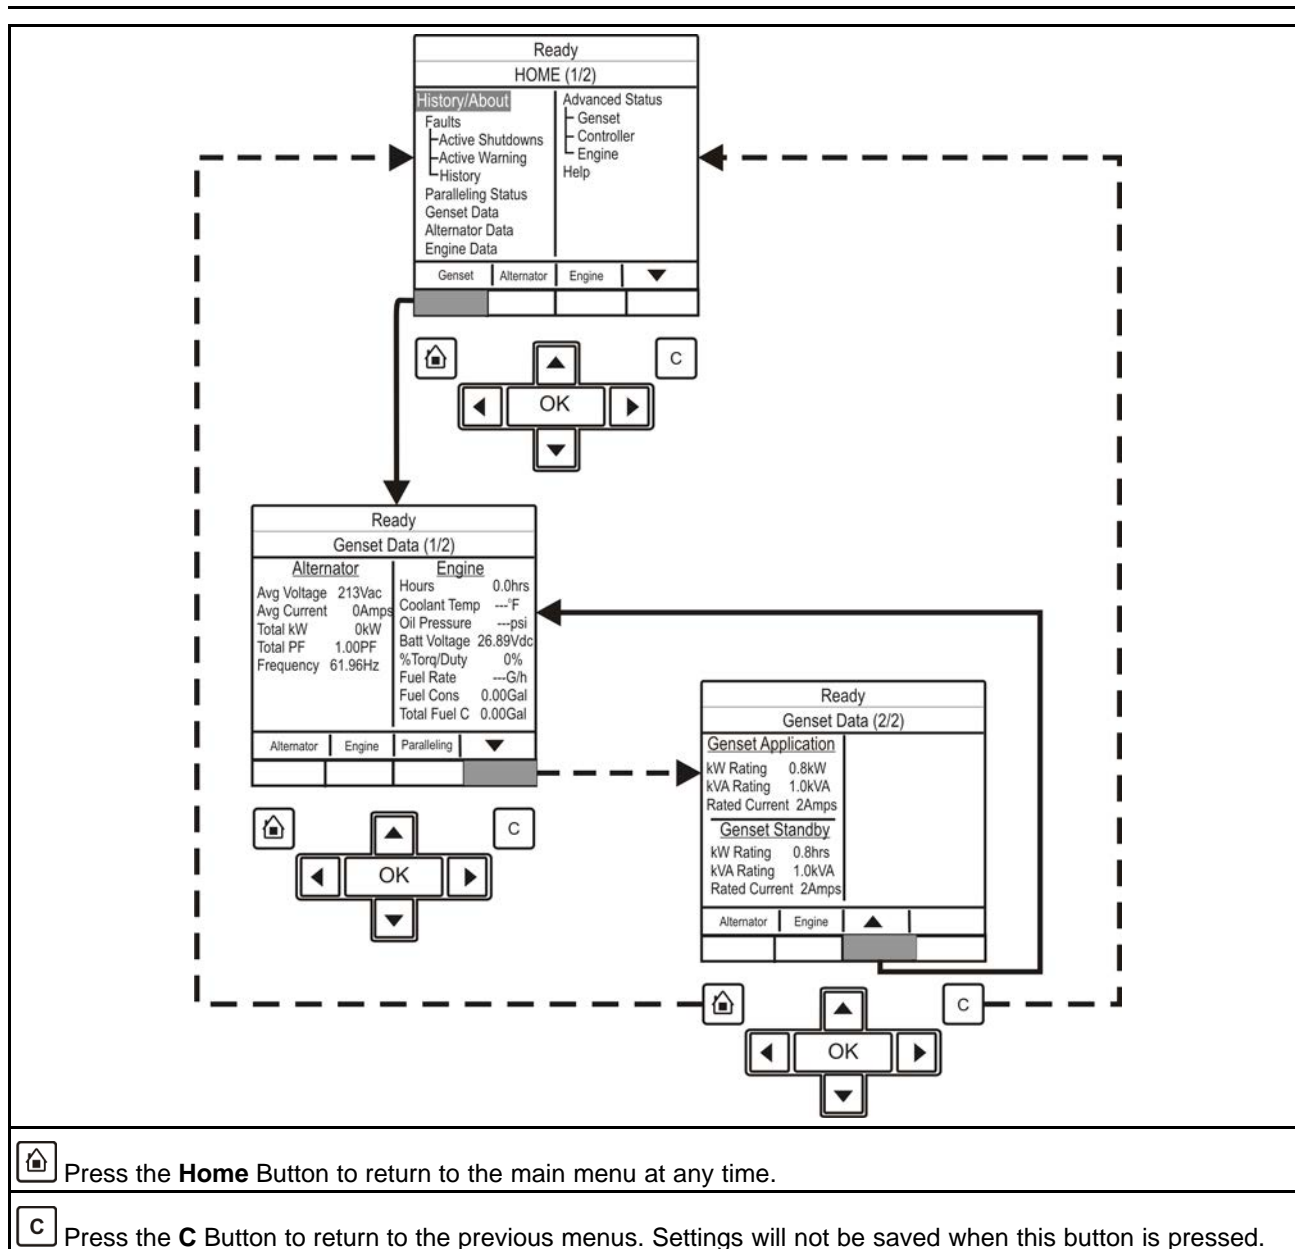 Ready
HOME (1/2)
History/About
Faults
Active Shutdowns
Active Warning
History
Paralleling Status
Genset Data
Alternator Data
Engine Data
Advanced Status
Genset
Controller
Engine
Help
Genset Alternator Engine
C
OK
Ready
Genset Data (1/2)
Alternator
Avg Voltage 213Vac
Avg Current 0Amps
Total kW 0kW
Total PF 1.00PF
Frequency 61.96Hz
Engine
Hours 0.0hrs
Coolant Temp ---°F
Oil Pressure ---psi
Batt Voltage 26.89Vdc
%Torq/Duty 0%
Fuel Rate ---G/h
Fuel Cons 0.00Gal
Total Fuel C 0.00Gal
Alternator Engine Paralleling
C
OK
Ready
Genset Data (2/2)
Genset Application
kW Rating 0.8kW
kVA Rating 1.0kVA
Rated Current 2Amps
Genset Standby
kW Rating 0.8hrs
kVA Rating 1.0kVA
Rated Current 2Amps
Alternator Engine
C
OK
Press the Home Button to return to the main menu at any time.
C Press the C Button to return to the previous menus. Settings will not be saved when this button is pressed.